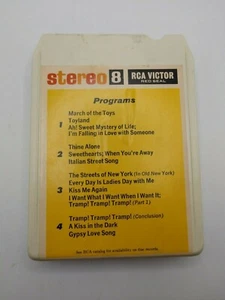 stereo 8
RCA VICTOR
RED SEAL
Programs
March of the Toys
1 Toyland
Ah! Sweet Mystery of Life;
I'm Falling in Love with Someone
Thine Alone
2 Sweethearts; When You're Away
Italian Street Song
The Streets of New York (In Old New York)
Every Day Is Ladies Day with Me
3 Kiss Me Again
I Want What I Want When I Want It;
Tramp! Tramp! Tramp! (Part 1)
Tramp! Tramp! Tramp! (Conclusion)
4 A Kiss in the Dark
Gypsy Love Song